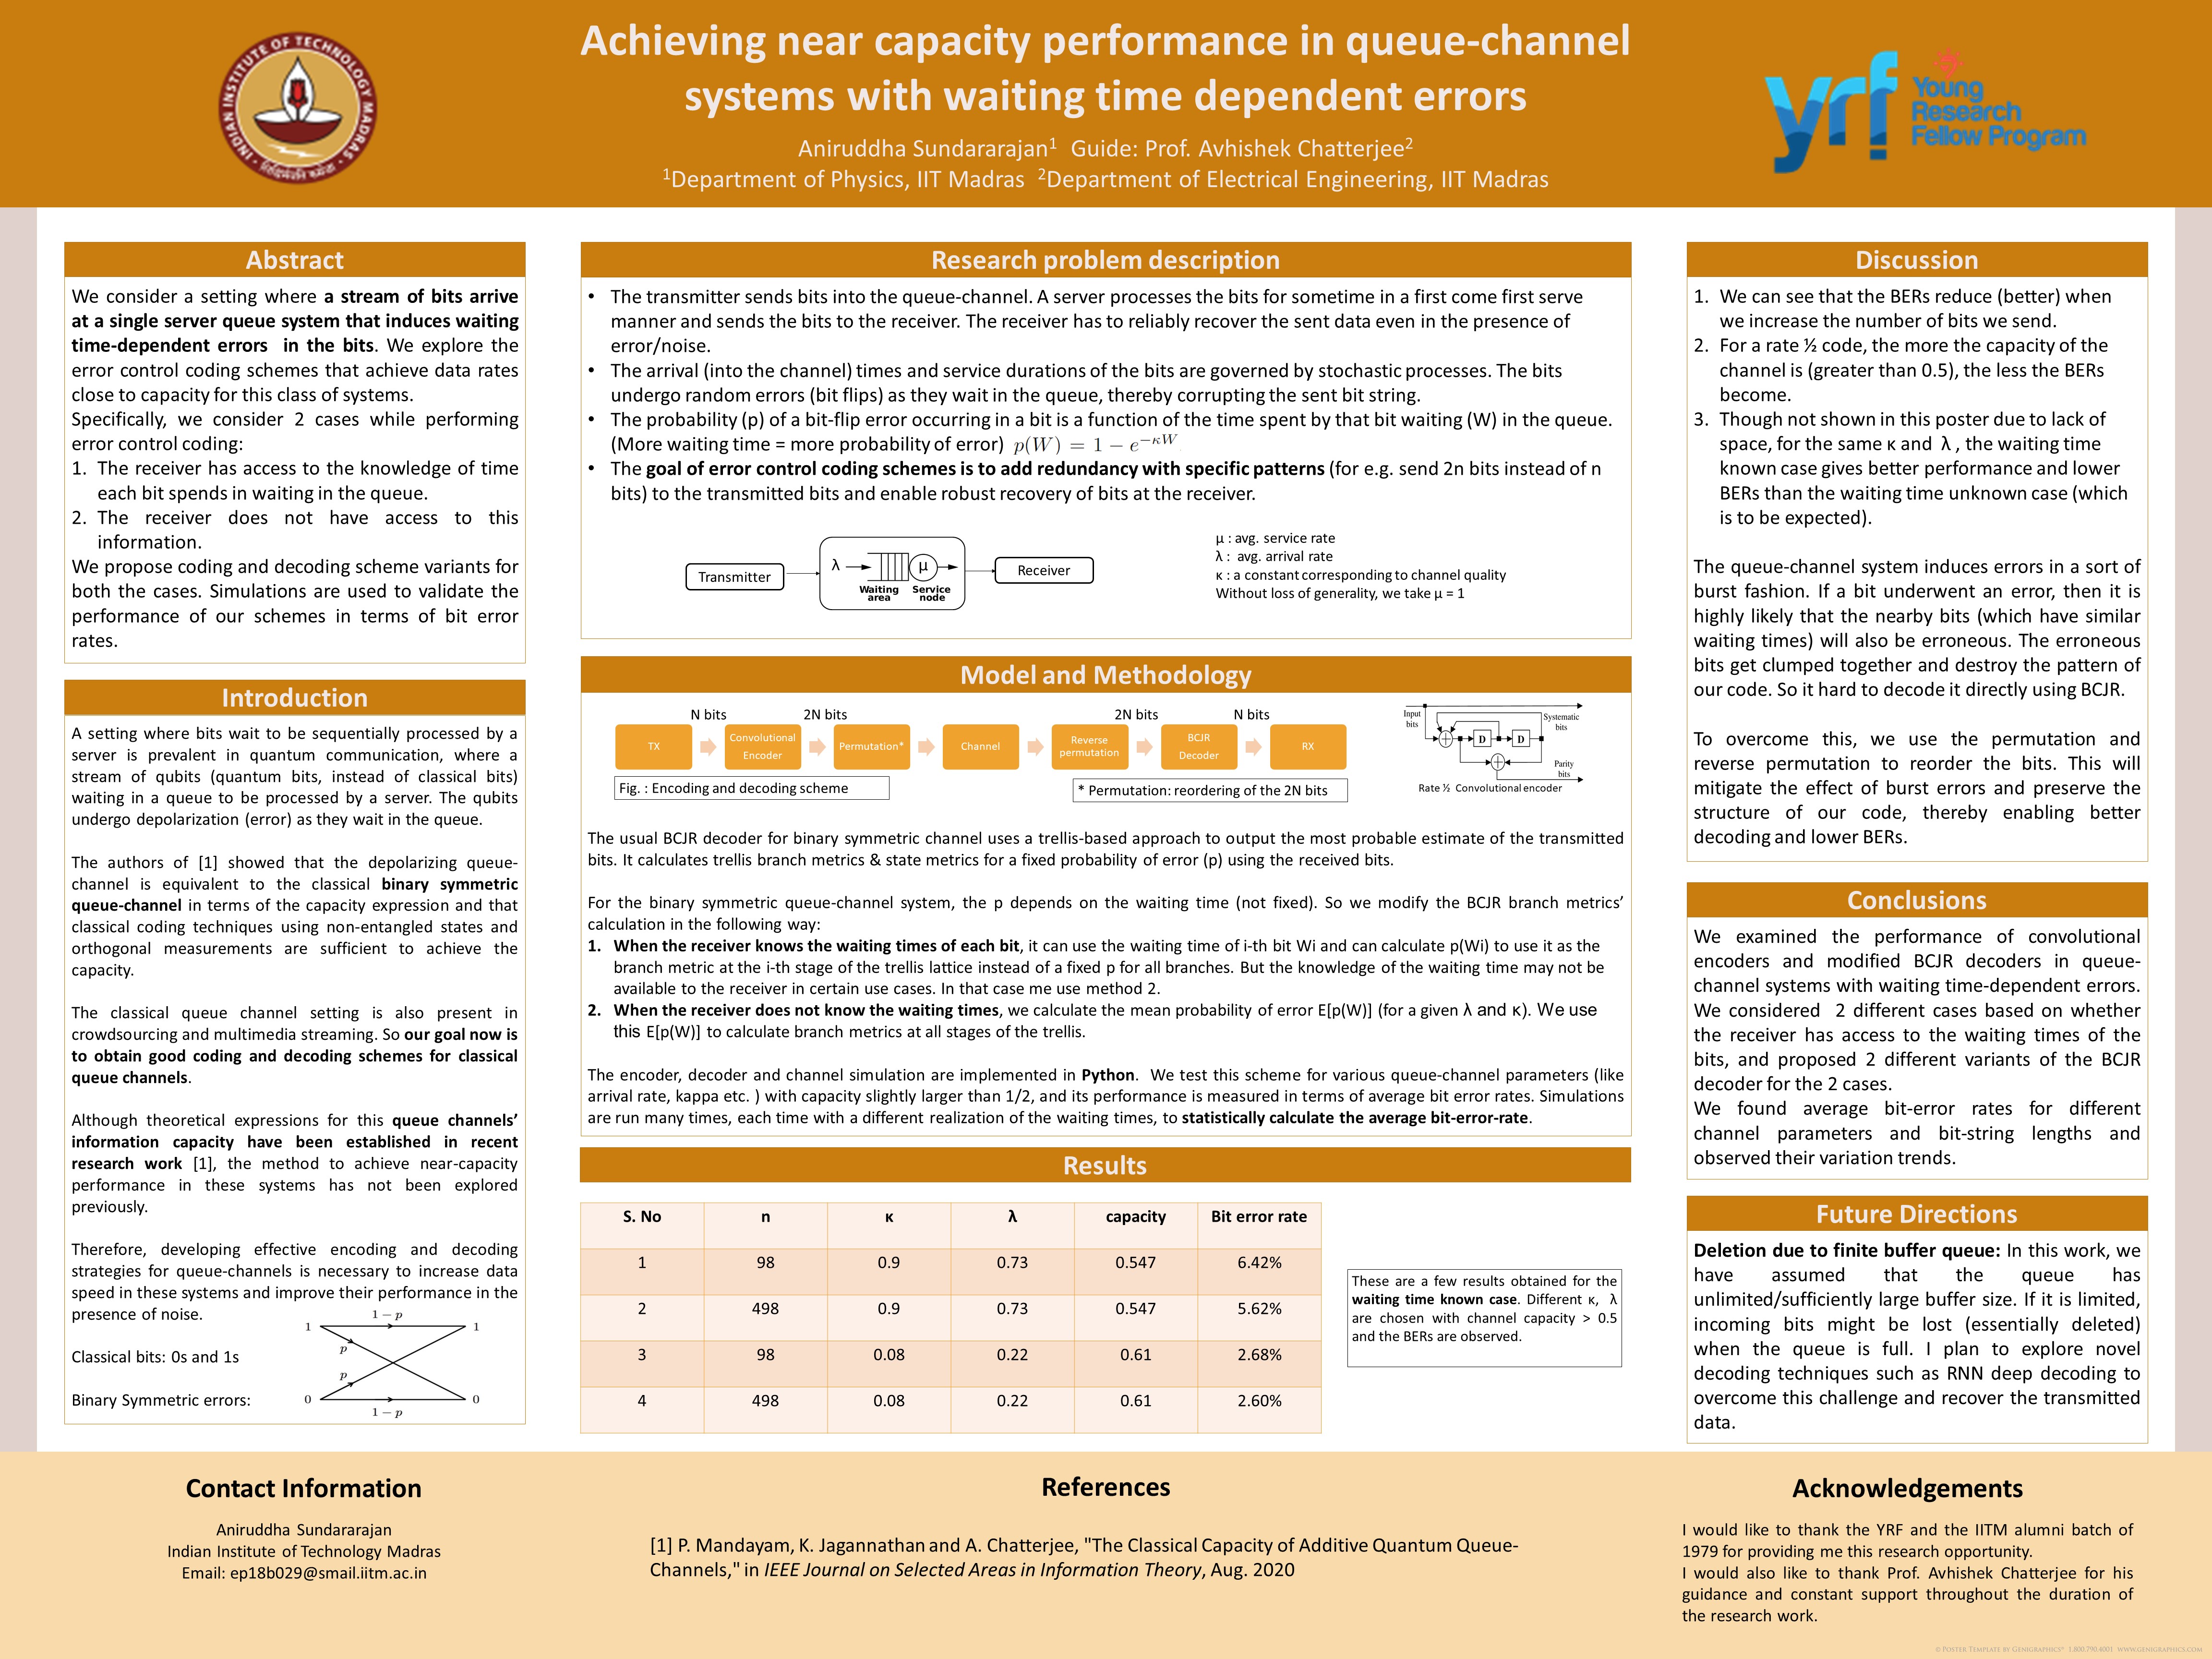 Achieving near capacity performance in queue-channel
systems with waiting time dependent errors
Aniruddha Sundararajan1 Guide: Prof. Avhishek Chatterjee2
1Department of Physics, IIT Madras 2Department of Electrical Engineering, IIT Madras
INDIAN INSTITUTE OF TECHNOLOGY MADRAS
yrf
Young
Research
Fellow Program
Abstract
We consider a setting where a stream of bits arrive
at a single server queue system that induces waiting
time-dependent errors in the bits. We explore the
error control coding schemes that achieve data rates
close to capacity for this class of systems.
Specifically, we consider 2 cases while performing
error control coding:
1. The receiver has access to the knowledge of time
each bit spends in waiting in the queue.
2. The receiver does not have access to this
information.
We propose coding and decoding scheme variants for
both the cases. Simulations are used to validate the
performance of our schemes in terms of bit error
rates.
Introduction
A setting where bits wait to be sequentially processed by a
server is prevalent in quantum communication, where a
stream of qubits (quantum bits, instead of classical bits)
waiting in a queue to be processed by a server. The qubits
undergo depolarization (error) as they wait in the queue.
The authors of [1] showed that the depolarizing queue-
channel is equivalent to the classical binary symmetric
queue-channel in terms of the capacity expression and that
classical coding techniques using non-entangled states and
orthogonal measurements are sufficient to achieve the
capacity.
The classical queue channel setting is also present in
crowdsourcing and multimedia streaming. So our goal now is
to obtain good coding and decoding schemes for classical
queue channels.
Although theoretical expressions for this queue channels’
information capacity have been established in recent
research work [1], the method to achieve near-capacity
performance in these systems has not been explored
previously.
Therefore, developing effective encoding and decoding
strategies for queue-channels is necessary to increase data
speed in these systems and improve their performance in the
presence of noise.
Classical bits: 0s and 1s
Binary Symmetric errors:
1 − p
1 1
p
p
0 0
1 − p
Research problem description
• The transmitter sends bits into the queue-channel. A server processes the bits for sometime in a first come first serve
manner and sends the bits to the receiver. The receiver has to reliably recover the sent data even in the presence of
error/noise.
• The arrival (into the channel) times and service durations of the bits are governed by stochastic processes. The bits
undergo random errors (bit flips) as they wait in the queue, thereby corrupting the sent bit string.
• The probability (p) of a bit-flip error occurring in a bit is a function of the time spent by that bit waiting (W) in the queue.
(More waiting time = more probability of error) p(W) = 1 − e^{−κW}
• The goal of error control coding schemes is to add redundancy with specific patterns (for e.g. send 2n bits instead of n
bits) to the transmitted bits and enable robust recovery of bits at the receiver.
Transmitter
λ
μ
Waiting area
Service node
Receiver
μ : avg. service rate
λ : avg. arrival rate
κ : a constant corresponding to channel quality
Without loss of generality, we take μ = 1
Model and Methodology
N bits 2N bits 2N bits N bits
TX Convolutional Encoder Permutation* Channel Reverse permutation BCJR Decoder RX
Fig. : Encoding and decoding scheme
* Permutation: reordering of the 2N bits
Input bits
Systematic bits
D D
Parity bits
Rate ½ Convolutional encoder
The usual BCJR decoder for binary symmetric channel uses a trellis-based approach to output the most probable estimate of the transmitted
bits. It calculates trellis branch metrics & state metrics for a fixed probability of error (p) using the received bits.
For the binary symmetric queue-channel system, the p depends on the waiting time (not fixed). So we modify the BCJR branch metrics’
calculation in the following way:
1. When the receiver knows the waiting times of each bit, it can use the waiting time of i-th bit Wi and can calculate p(Wi) to use it as the
branch metric at the i-th stage of the trellis lattice instead of a fixed p for all branches. But the knowledge of the waiting time may not be
available to the receiver in certain use cases. In that case me use method 2.
2. When the receiver does not know the waiting times, we calculate the mean probability of error E[p(W)] (for a given λ and κ). We use
this E[p(W)] to calculate branch metrics at all stages of the trellis.
The encoder, decoder and channel simulation are implemented in Python. We test this scheme for various queue-channel parameters (like
arrival rate, kappa etc. ) with capacity slightly larger than 1/2, and its performance is measured in terms of average bit error rates. Simulations
are run many times, each time with a different realization of the waiting times, to statistically calculate the average bit-error-rate.
Results
S. No n κ λ capacity Bit error rate
1 98 0.9 0.73 0.547 6.42%
2 498 0.9 0.73 0.547 5.62%
3 98 0.08 0.22 0.61 2.68%
4 498 0.08 0.22 0.61 2.60%
These are a few results obtained for the
waiting time known case. Different κ, λ
are chosen with channel capacity > 0.5
and the BERs are observed.
Discussion
1. We can see that the BERs reduce (better) when
we increase the number of bits we send.
2. For a rate ½ code, the more the capacity of the
channel is (greater than 0.5), the less the BERs
become.
3. Though not shown in this poster due to lack of
space, for the same κ and λ , the waiting time
known case gives better performance and lower
BERs than the waiting time unknown case (which
is to be expected).
The queue-channel system induces errors in a sort of
burst fashion. If a bit underwent an error, then it is
highly likely that the nearby bits (which have similar
waiting times) will also be erroneous. The erroneous
bits get clumped together and destroy the pattern of
our code. So it hard to decode it directly using BCJR.
To overcome this, we use the permutation and
reverse permutation to reorder the bits. This will
mitigate the effect of burst errors and preserve the
structure of our code, thereby enabling better
decoding and lower BERs.
Conclusions
We examined the performance of convolutional
encoders and modified BCJR decoders in queue-
channel systems with waiting time-dependent errors.
We considered 2 different cases based on whether
the receiver has access to the waiting times of the
bits, and proposed 2 different variants of the BCJR
decoder for the 2 cases.
We found average bit-error rates for different
channel parameters and bit-string lengths and
observed their variation trends.
Future Directions
Deletion due to finite buffer queue: In this work, we
have assumed that the queue has
unlimited/sufficiently large buffer size. If it is limited,
incoming bits might be lost (essentially deleted)
when the queue is full. I plan to explore novel
decoding techniques such as RNN deep decoding to
overcome this challenge and recover the transmitted
data.
Contact Information
Aniruddha Sundararajan
Indian Institute of Technology Madras
Email: ep18b029@smail.iitm.ac.in
References
[1] P. Mandayam, K. Jagannathan and A. Chatterjee, "The Classical Capacity of Additive Quantum Queue-
Channels," in IEEE Journal on Selected Areas in Information Theory, Aug. 2020
Acknowledgements
I would like to thank the YRF and the IITM alumni batch of
1979 for providing me this research opportunity.
I would also like to thank Prof. Avhishek Chatterjee for his
guidance and constant support throughout the duration of
the research work.
© Poster Template by Genigraphics® 1.800.790.4001 www.genigraphics.com